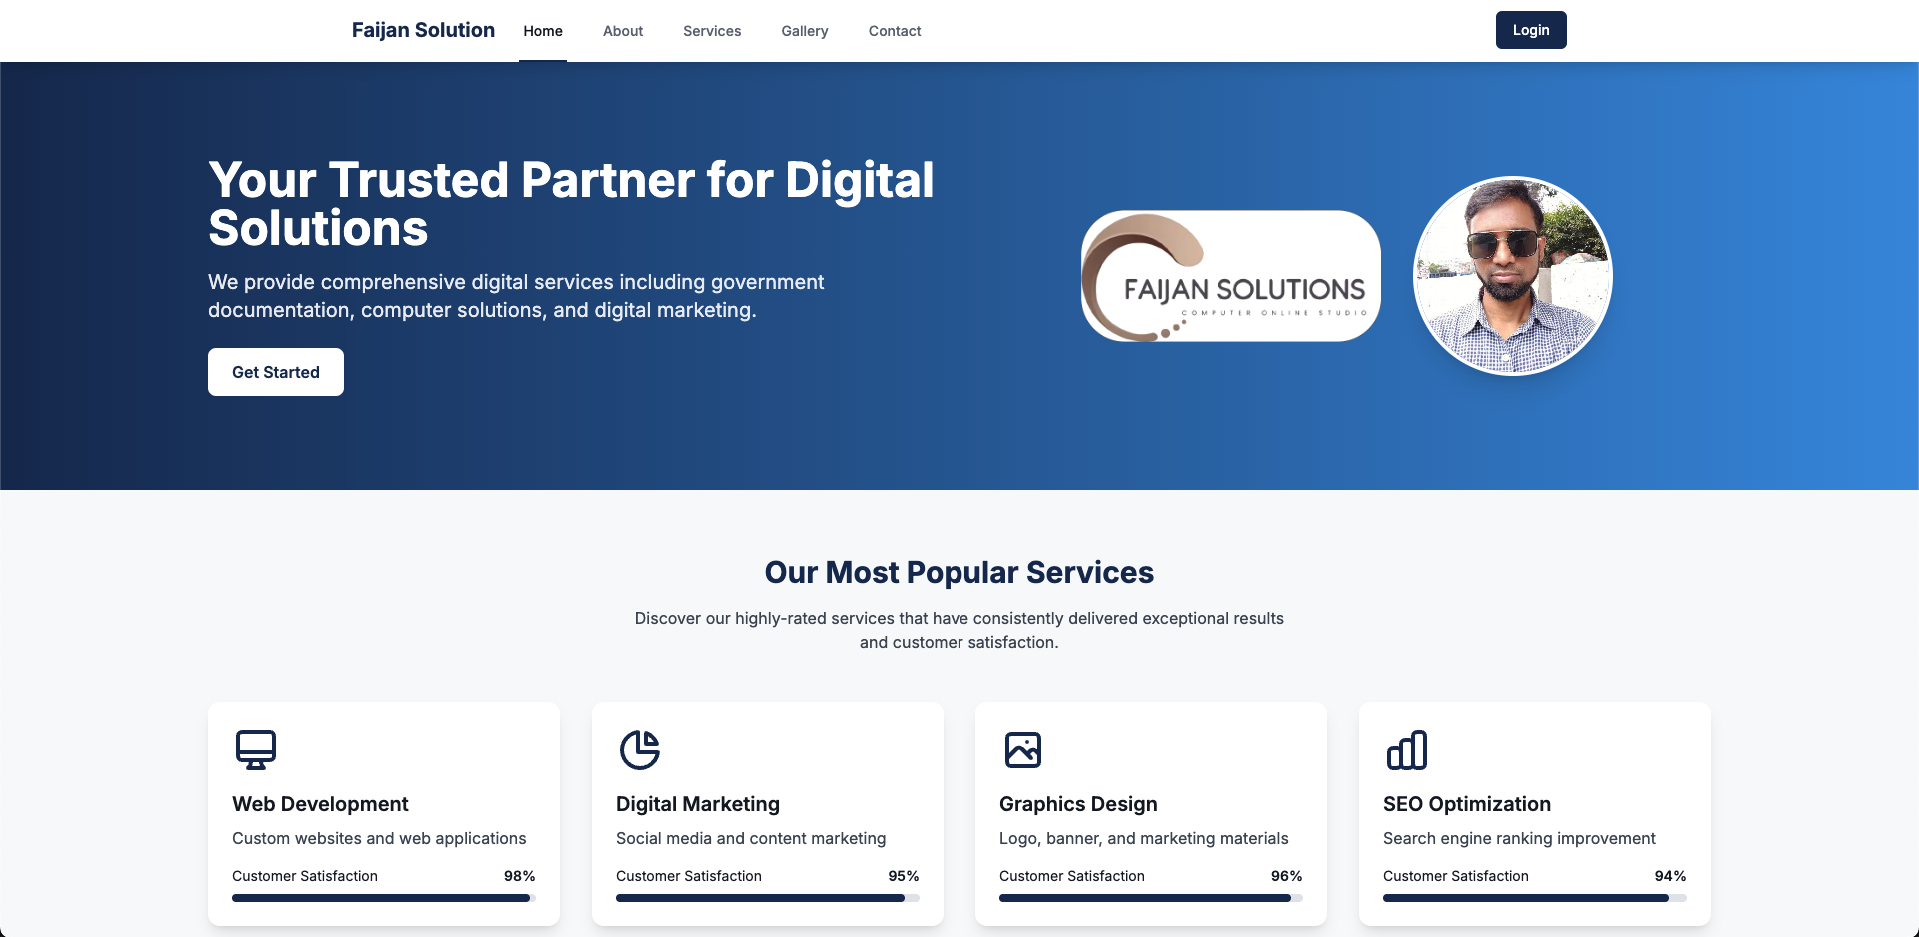 Faijan Solution
Home
About
Services
Gallery
Contact
Login
Your Trusted Partner for Digital
Solutions
We provide comprehensive digital services including government
documentation, computer solutions, and digital marketing.
Get Started
FAIJAN SOLUTIONS
COMPUTER ONLINE STUDIO
Our Most Popular Services
Discover our highly-rated services that have consistently delivered exceptional results
and customer satisfaction.
Web Development
Custom websites and web applications
Customer Satisfaction 98%
Digital Marketing
Social media and content marketing
Customer Satisfaction 95%
Graphics Design
Logo, banner, and marketing materials
Customer Satisfaction 96%
SEO Optimization
Search engine ranking improvement
Customer Satisfaction 94%